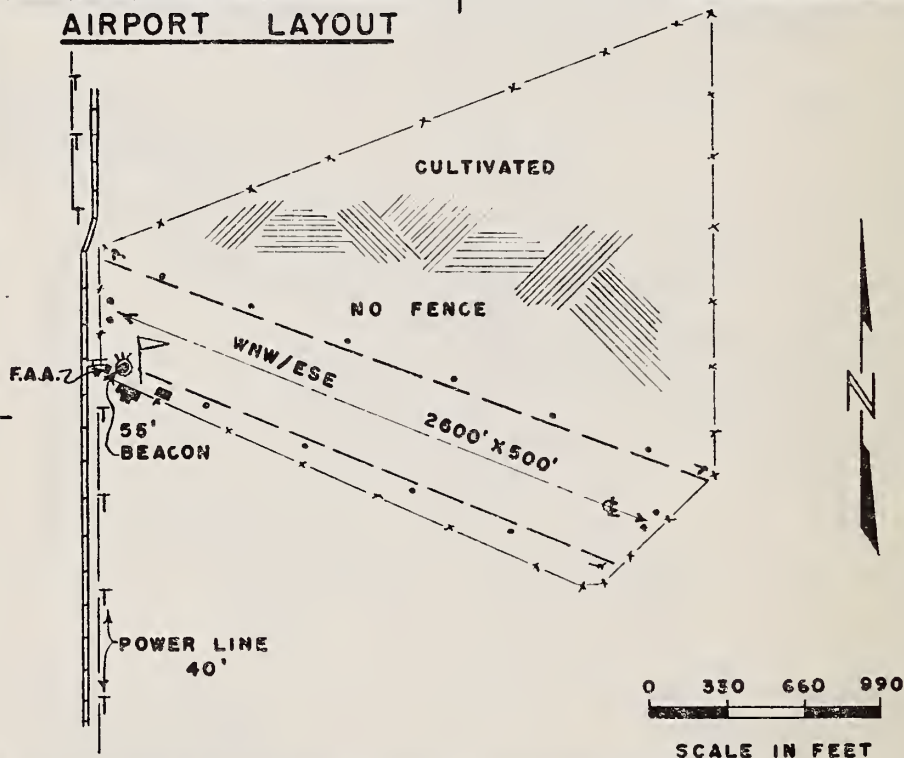 AIRPORT LAYOUT
CULTIVATED
NO FENCE
WNW/ESE
2600' X 500'
F.A.A.
55'
BEACON
POWER LINE
40'
N
0 330 660 990
SCALE IN FEET